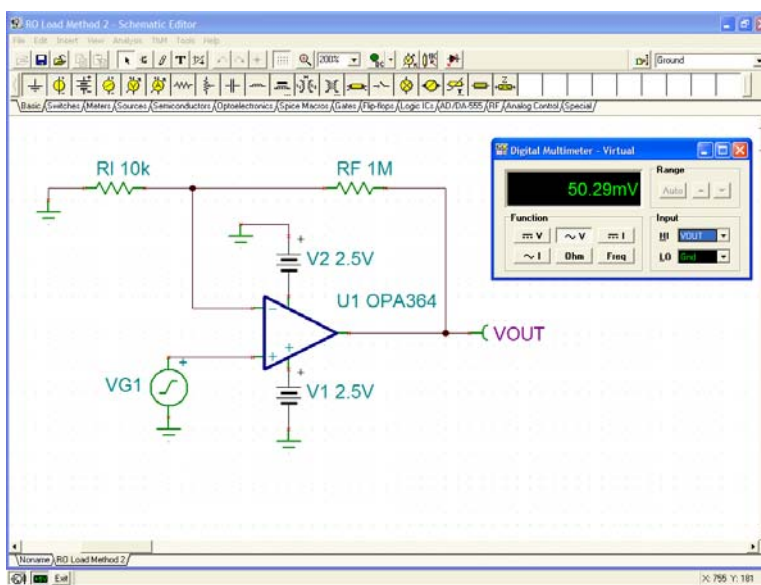 RO Load Method 2 - Schematic Editor
File Edit Insert View Analysis T&M Tools Help
200%
Ground
Basic Switches Meters Sources Semiconductors Optoelectronics Spice Macros Gates Flip-flops Logic ICs AD/DA-555 RF Analog Control Special
RI 10k
RF 1M
V2 2.5V
U1 OPA364
VOUT
VG1
V1 2.5V
Digital Multimeter - Virtual
50.29mV
Range
Auto
Function
V
V
I
I
Ohm
Freq
Input
HI VOUT
LO Gnd
Noname RO Load Method 2
Exit
X: 755 Y: 181